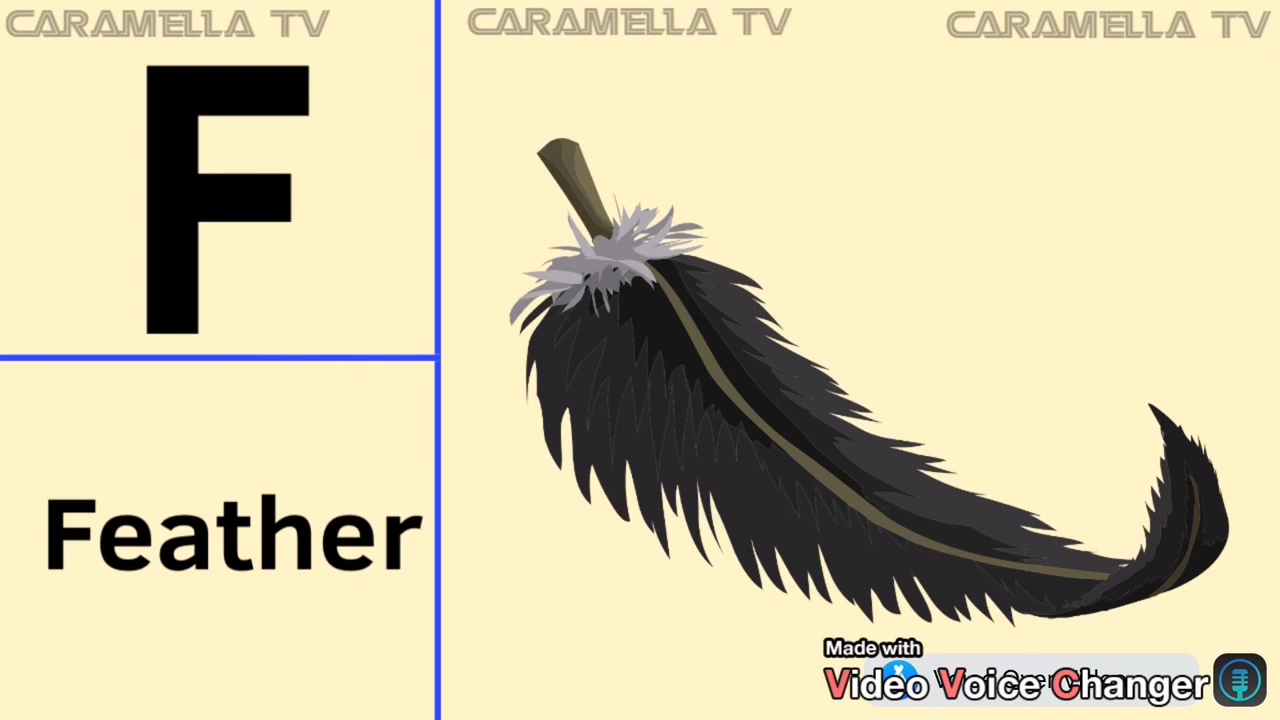 CARAMELLA TV
CARAMELLA TV
CARAMELLA TV
F
Feather
Made with
Video Voice Changer